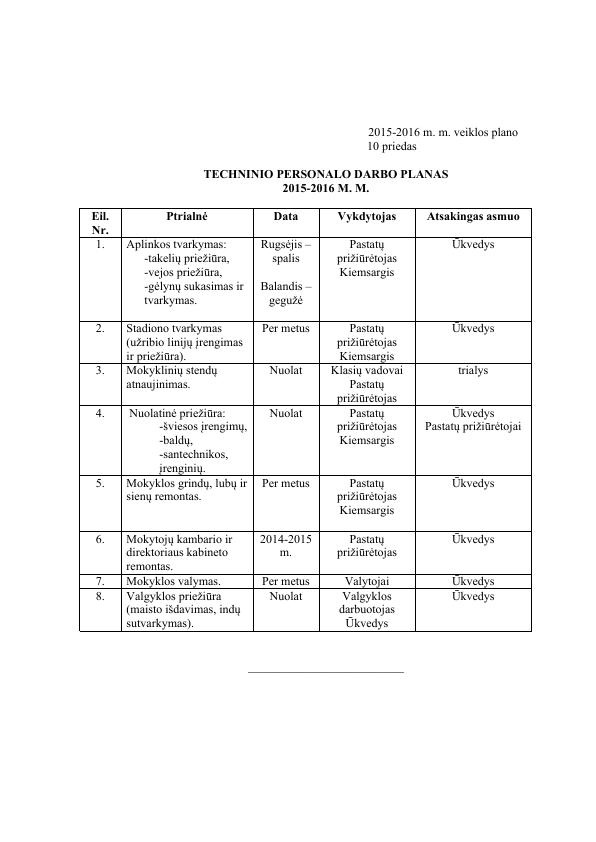 2015-2016 m. m. veiklos plano
10 priedas
TECHNINIO PERSONALO DARBO PLANAS
2015-2016 M. M.
Eil. Nr. Ptrialnė Data Vykdytojas Atsakingas asmuo
1. Aplinkos tvarkymas: Rugsėjis – Pastatų Ūkvedys
-takelių priežiūra, spalis prižiūrėtojas
-vejos priežiūra, Kiemsargis
-gėlynų sukasimas ir Balandis –
tvarkymas. gegužė
2. Stadiono tvarkymas Per metus Pastatų Ūkvedys
(užribio linijų įrengimas prižiūrėtojas
ir priežiūra). Kiemsargis
3. Mokyklinių stendų Nuolat Klasių vadovai trialys
atnaujinimas. Pastatų
prižiūrėtojas
4. Nuolatinė priežiūra: Nuolat Pastatų Ūkvedys
-šviesos įrengimų, prižiūrėtojas Pastatų prižiūrėtojai
-baldų, Kiemsargis
-santechnikos,
įrenginių.
5. Mokyklos grindų, lubų ir Per metus Pastatų Ūkvedys
sienų remontas. prižiūrėtojas
Kiemsargis
6. Mokytojų kambario ir 2014-2015 Pastatų Ūkvedys
direktoriaus kabineto m. prižiūrėtojas
remontas.
7. Mokyklos valymas. Per metus Valytojai Ūkvedys
8. Valgyklos priežiūra Nuolat Valgyklos Ūkvedys
(maisto išdavimas, indų darbuotojas
sutvarkymas). Ūkvedys